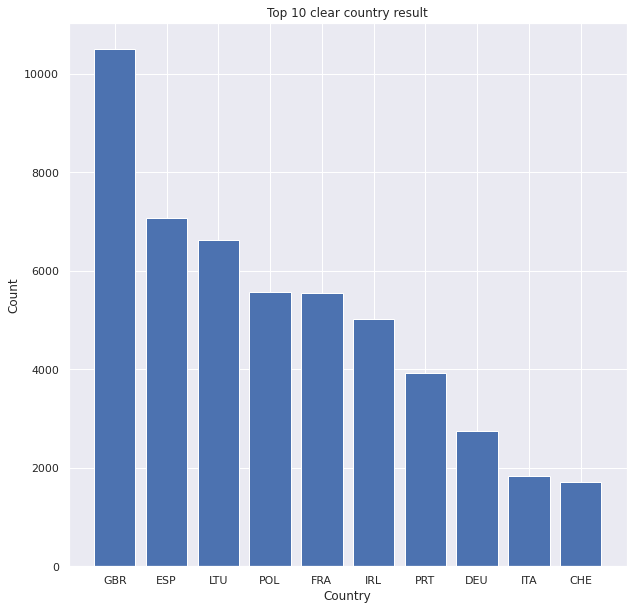 Top 10 clear country result
10000
8000
6000
4000
2000
0
Count
GBR ESP LTU POL FRA IRL PRT DEU ITA CHE
Country